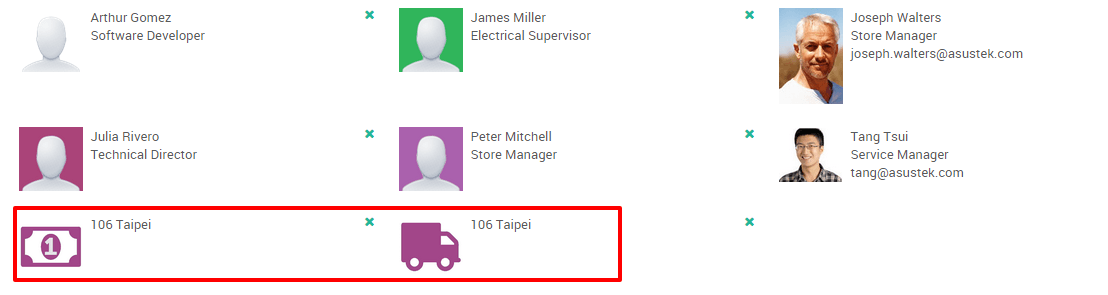 Arthur Gomez
Software Developer
James Miller
Electrical Supervisor
Joseph Walters
Store Manager
joseph.walters@asustek.com
Julia Rivero
Technical Director
Peter Mitchell
Store Manager
Tang Tsui
Service Manager
tang@asustek.com
1
106 Taipei
106 Taipei